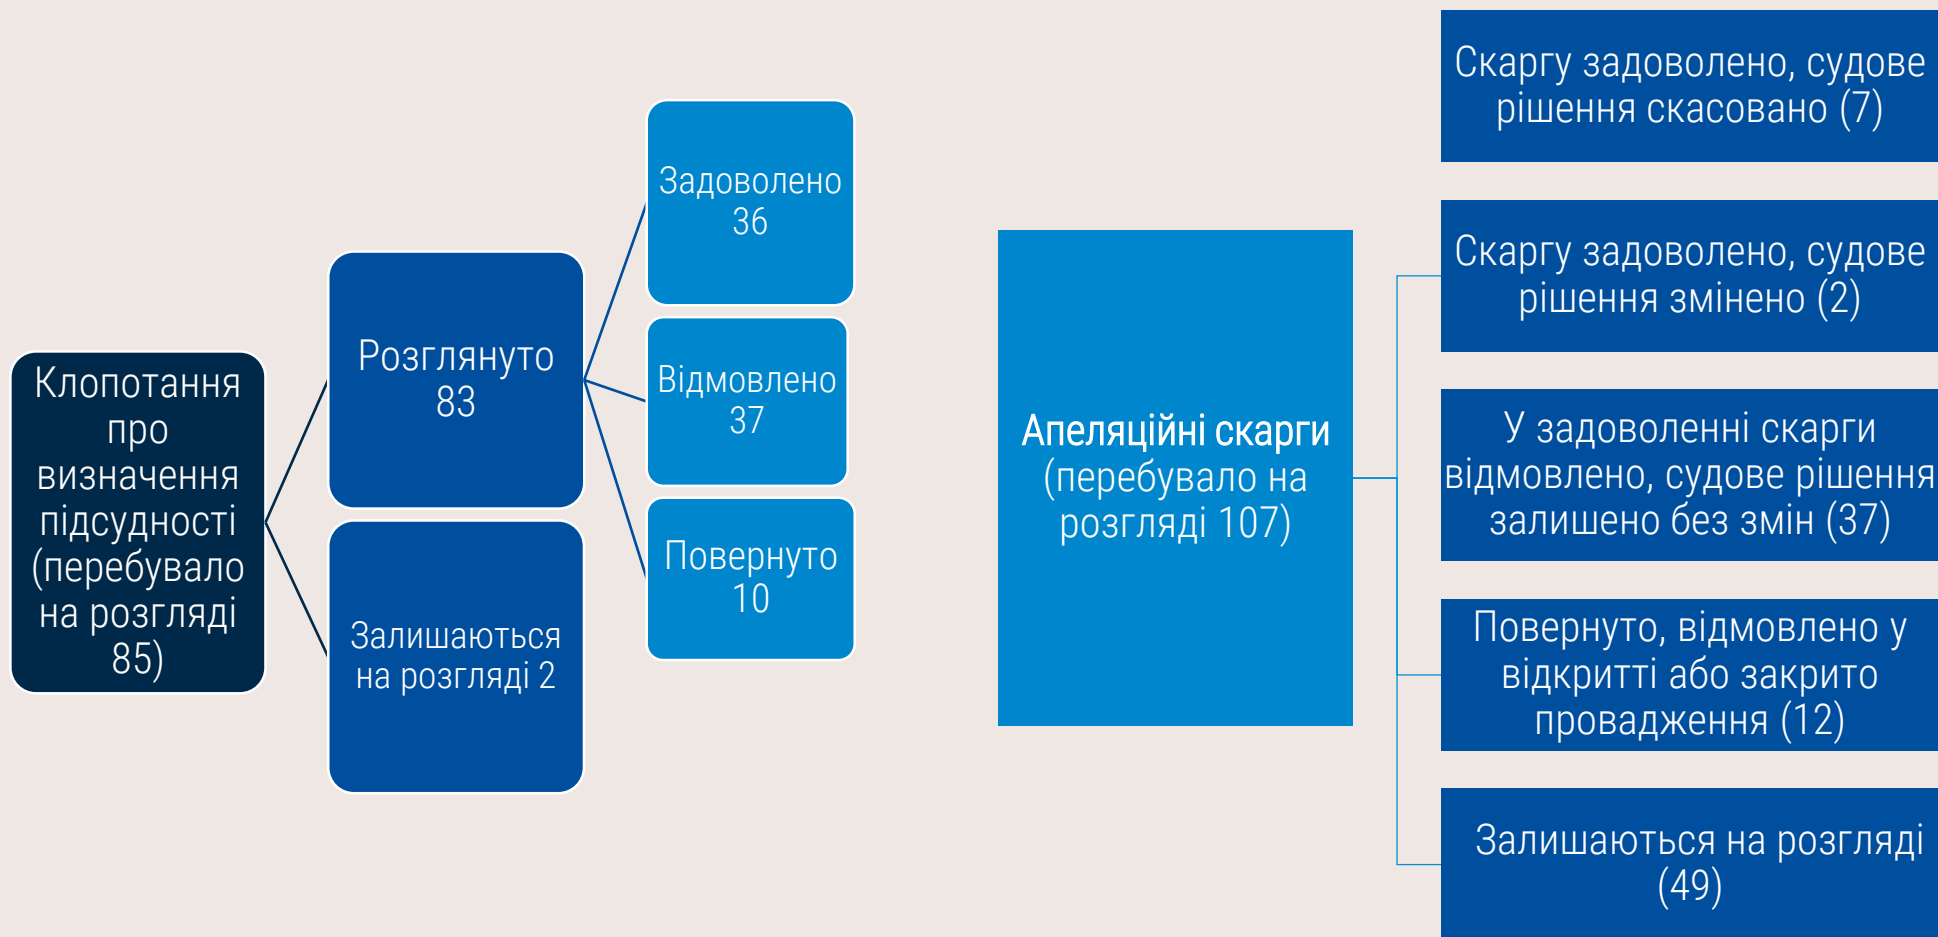 Клопотання
про
визначення
підсудності
(перебувало
на розгляді
85)
Розглянуто
83
Залишаються
на розгляді 2
Задоволено
36
Відмовлено
37
Повернуто
10
Апеляційні скарги
(перебувало на
розгляді 107)
Скаргу задоволено, судове
рішення скасовано (7)
Скаргу задоволено, судове
рішення змінено (2)
У задоволенні скарги
відмовлено, судове рішення
залишено без змін (37)
Повернуто, відмовлено у
відкритті або закрито
провадження (12)
Залишаються на розгляді
(49)